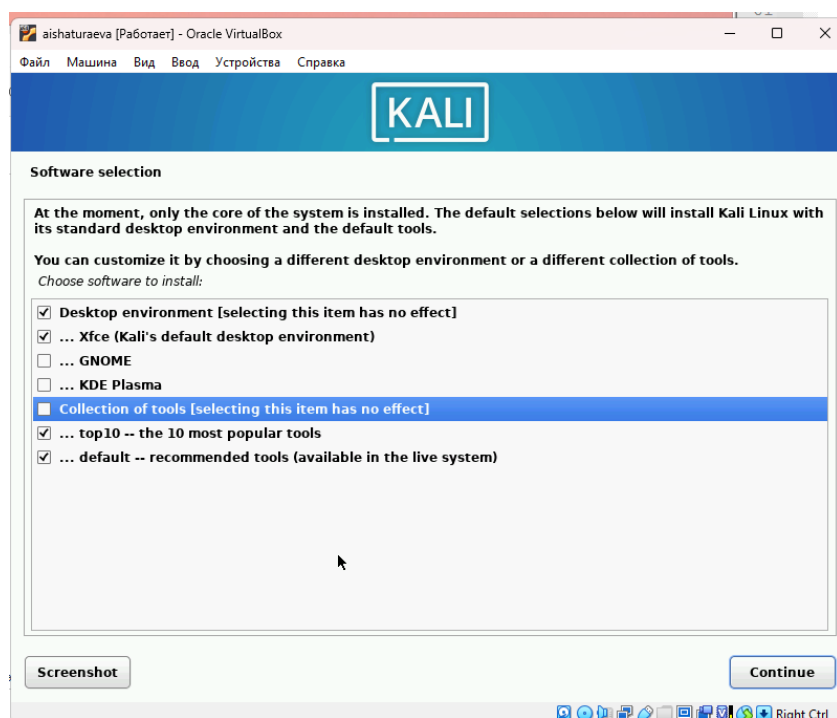 aishaturaeva [Работает] - Oracle VirtualBox
Файл Машина Вид Ввод Устройства Справка
KALI
Software selection
At the moment, only the core of the system is installed. The default selections below will install Kali Linux with
its standard desktop environment and the default tools.
You can customize it by choosing a different desktop environment or a different collection of tools.
Choose software to install:
Desktop environment [selecting this item has no effect]
... Xfce (Kali's default desktop environment)
... GNOME
... KDE Plasma
Collection of tools [selecting this item has no effect]
... top10 -- the 10 most popular tools
... default -- recommended tools (available in the live system)
Screenshot
Continue
Right Ctrl